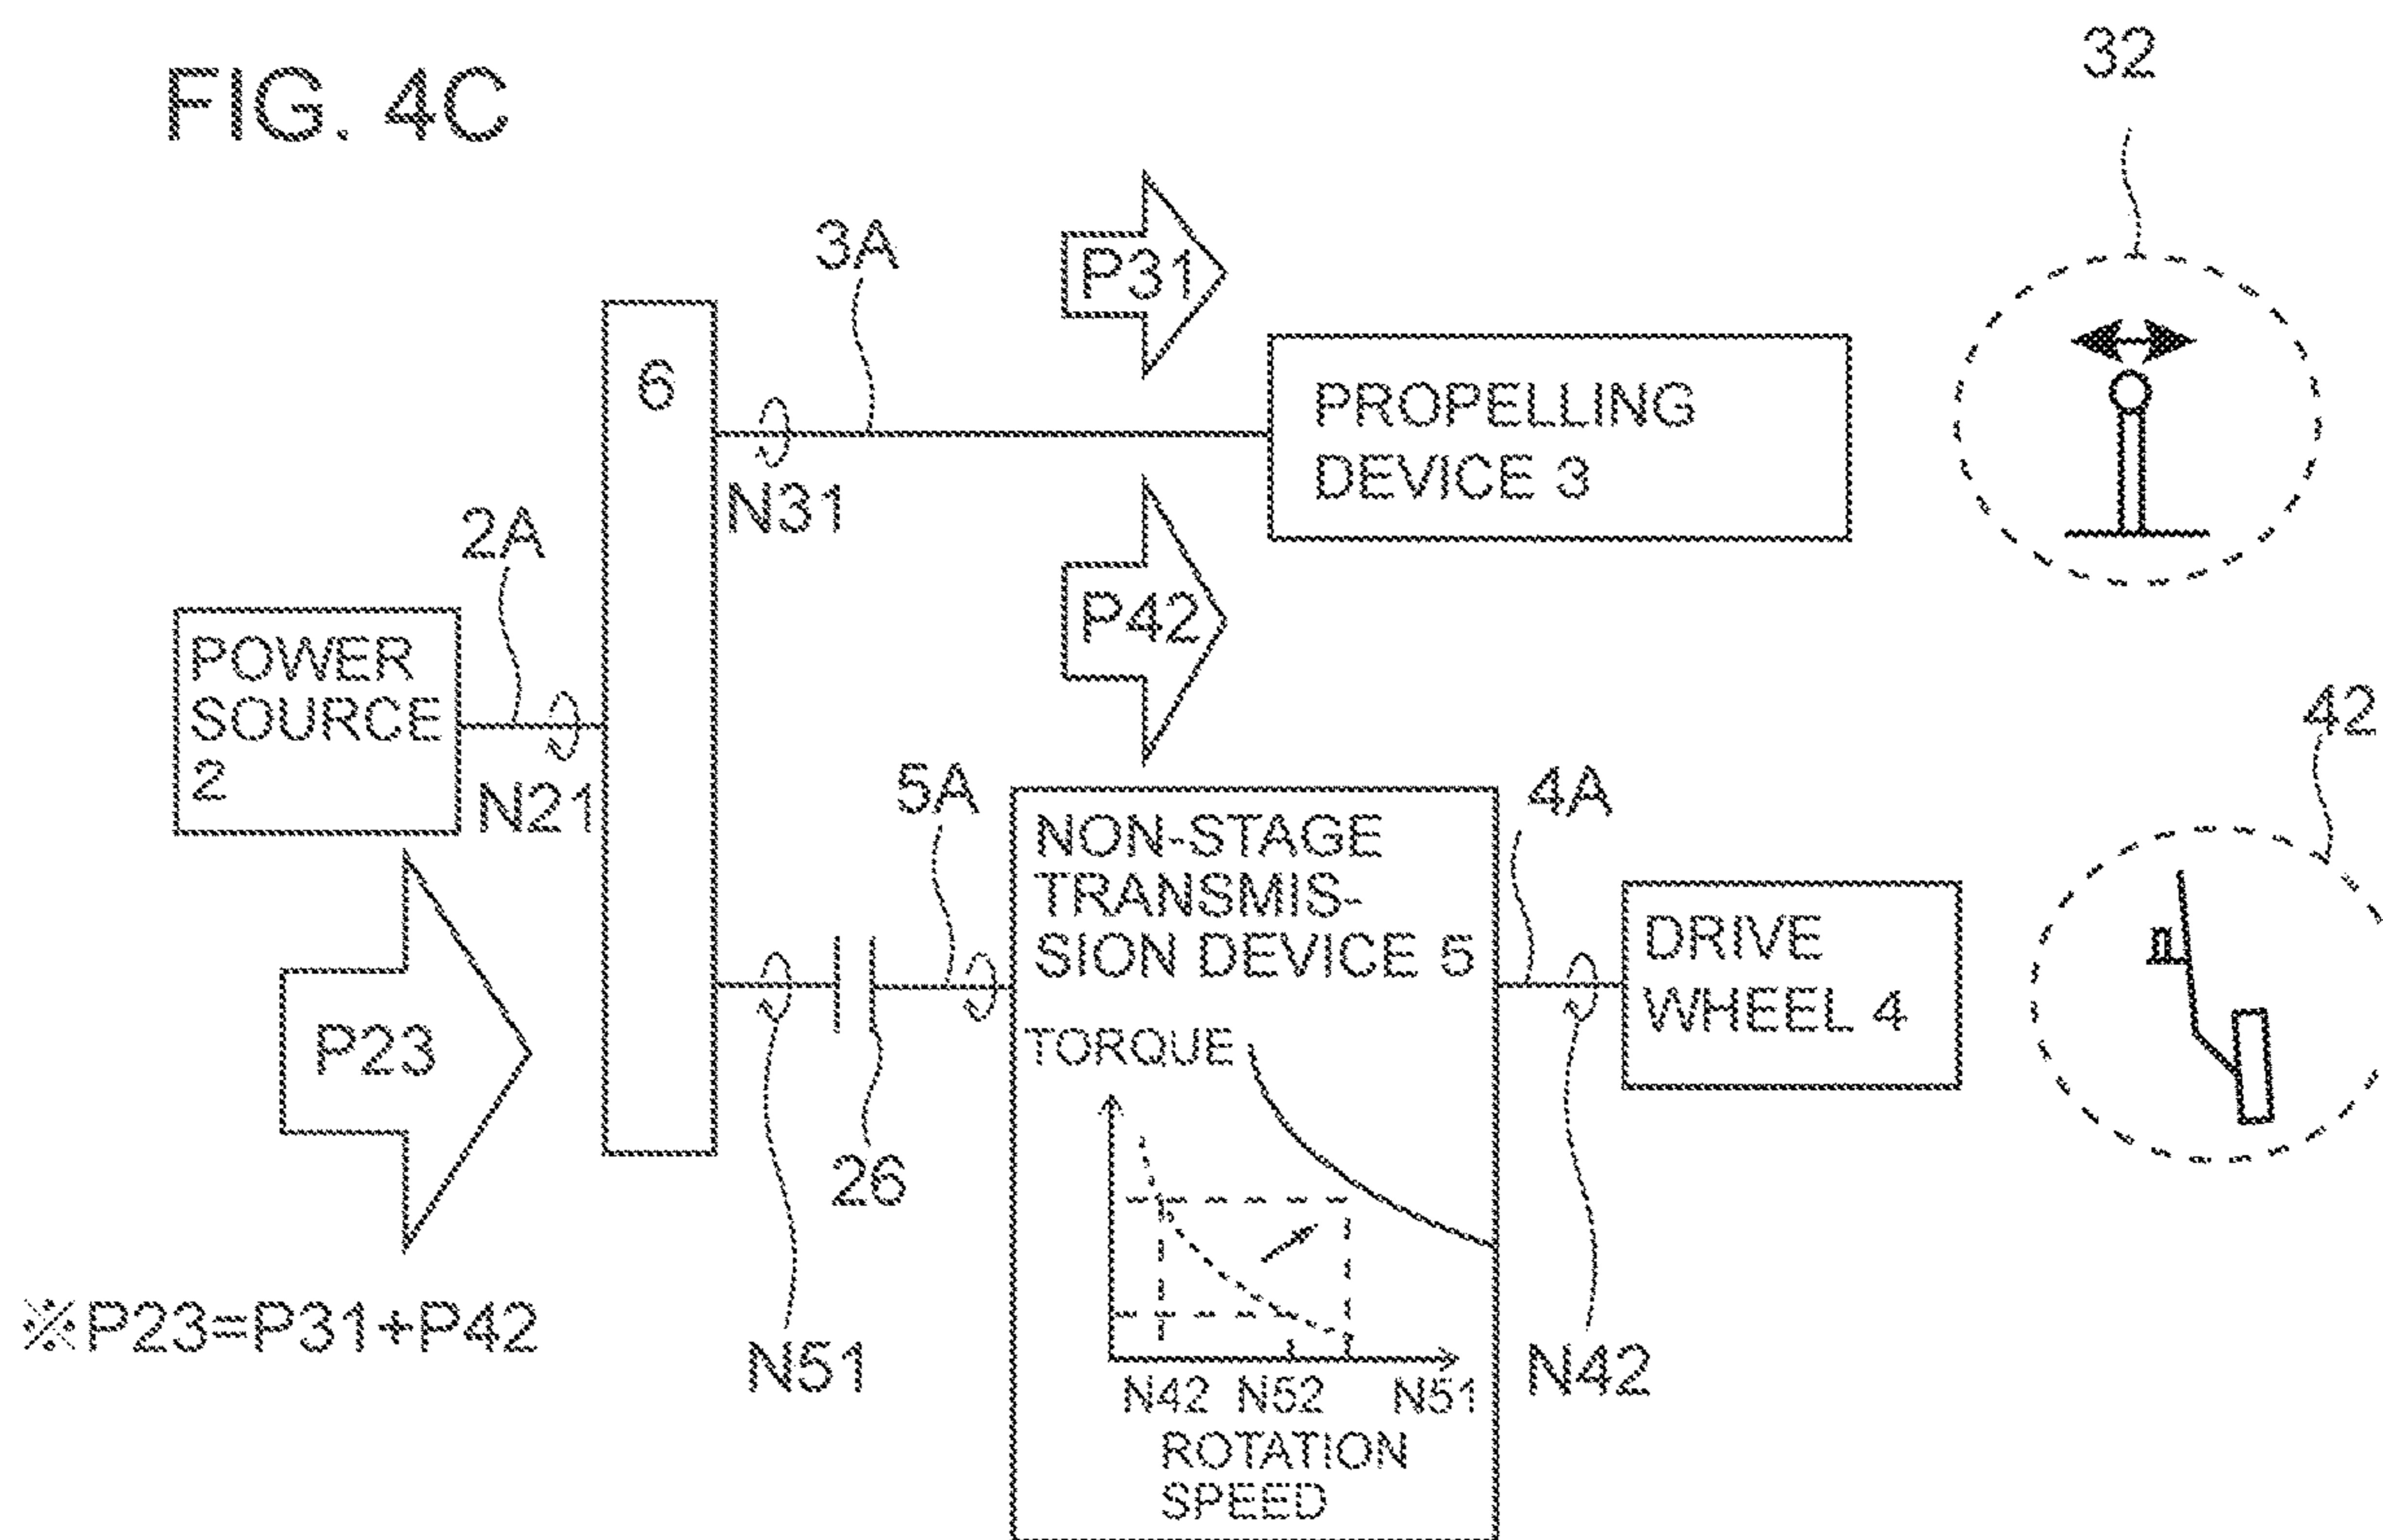 FIG. 4C
32
3A
P31
6
PROPELLING
DEVICE 3
N31
2A
P42
POWER
SOURCE
2
N21
42
5A
4A
NON-STAGE
TRANSMIS-
SION DEVICE 5
DRIVE
WHEEL 4
P23
TORQUE
26
※P23=P31+P42
N51
N42
N42 N52 N51
ROTATION
SPEED